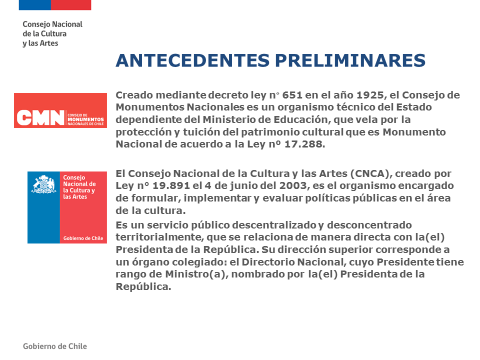 Consejo Nacional
de la Cultura
y las Artes
ANTECEDENTES PRELIMINARES
CMN
CONSEJO DE
MONUMENTOS
NACIONALES DE CHILE
Creado mediante decreto ley n° 651 en el año 1925, el Consejo de
Monumentos Nacionales es un organismo técnico del Estado
dependiente del Ministerio de Educación, que vela por la
protección y tuición del patrimonio cultural que es Monumento
Nacional de acuerdo a la Ley nº 17.288.
Consejo
Nacional de
la Cultura y
las Artes
Gobierno de Chile
El Consejo Nacional de la Cultura y las Artes (CNCA), creado por
Ley n° 19.891 el 4 de junio del 2003, es el organismo encargado
de formular, implementar y evaluar políticas públicas en el área
de la cultura.
Es un servicio público descentralizado y desconcentrado
territorialmente, que se relaciona de manera directa con la(el)
Presidenta de la República. Su dirección superior corresponde a
un órgano colegiado: el Directorio Nacional, cuyo Presidente tiene
rango de Ministro(a), nombrado por la(el) Presidenta de la
República.
Gobierno de Chile